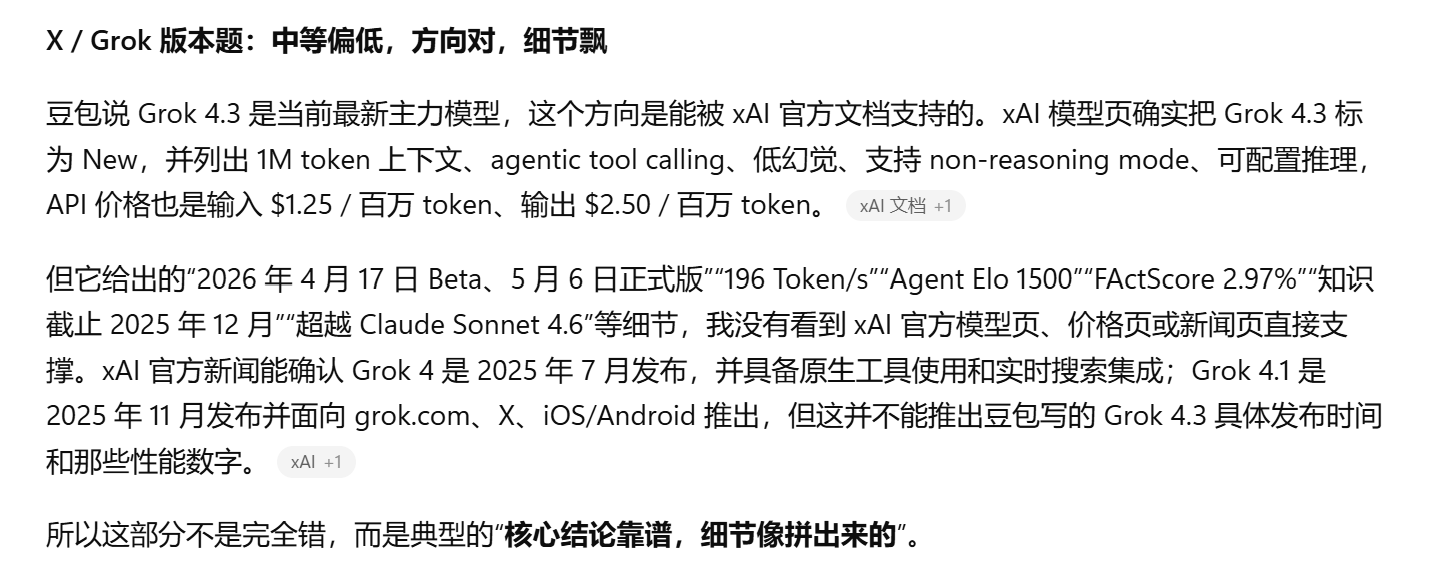 X / Grok 版本题：中等偏低，方向对，细节飘
豆包说 Grok 4.3 是当前最新主力模型，这个方向是能被 xAI 官方文档支持的。xAI 模型页确实把 Grok 4.3 标
为 New，并列出 1M token 上下文、agentic tool calling、低幻觉、支持 non-reasoning mode、可配置推理，
API 价格也是输入 $1.25 / 百万 token、输出 $2.50 / 百万 token。 xAI 文档 +1
但它给出的“2026 年 4 月 17 日 Beta、5 月 6 日正式版”“196 Token/s”“Agent Elo 1500”“FActScore 2.97%”“知识
截止 2025 年 12 月”“超越 Claude Sonnet 4.6”等细节，我没有看到 xAI 官方模型页、价格页或新闻页直接支
撑。xAI 官方新闻能确认 Grok 4 是 2025 年 7 月发布，并具备原生工具使用和实时搜索集成；Grok 4.1 是
2025 年 11 月发布并面向 grok.com、X、iOS/Android 推出，但这并不能推出豆包写的 Grok 4.3 具体发布时间
和那些性能数字。 xAI +1
所以这部分不是完全错，而是典型的“核心结论靠谱，细节像拼出来的”。